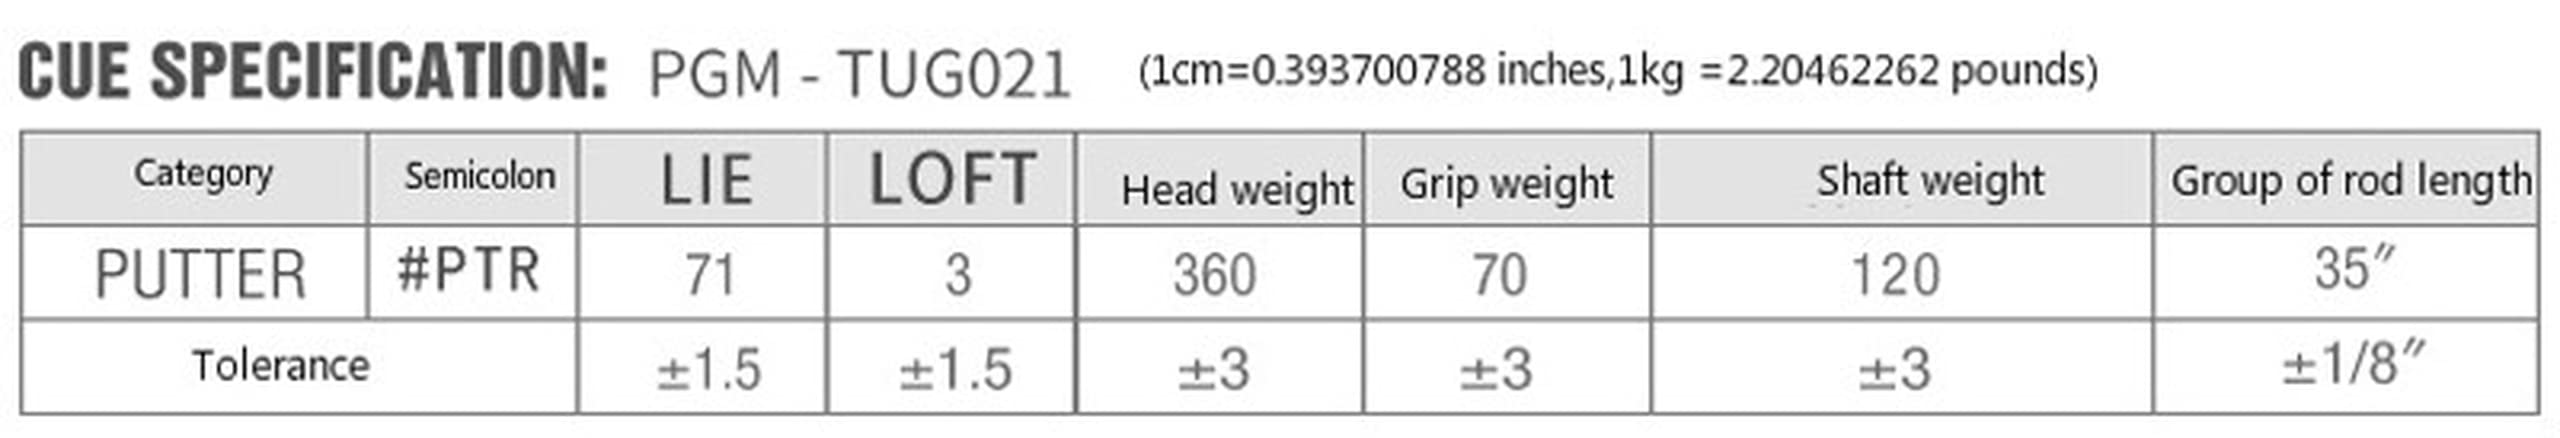 CUE SPECIFICATION: PGM - TUG021 (1cm=0.393700788 inches,1kg =2.20462262 pounds)
Category Semicolon LIE LOFT Head weight Grip weight Shaft weight Group of rod length
PUTTER #PTR 71 3 360 70 120 35″
Tolerance ±1.5 ±1.5 ±3 ±3 ±3 ±1/8″